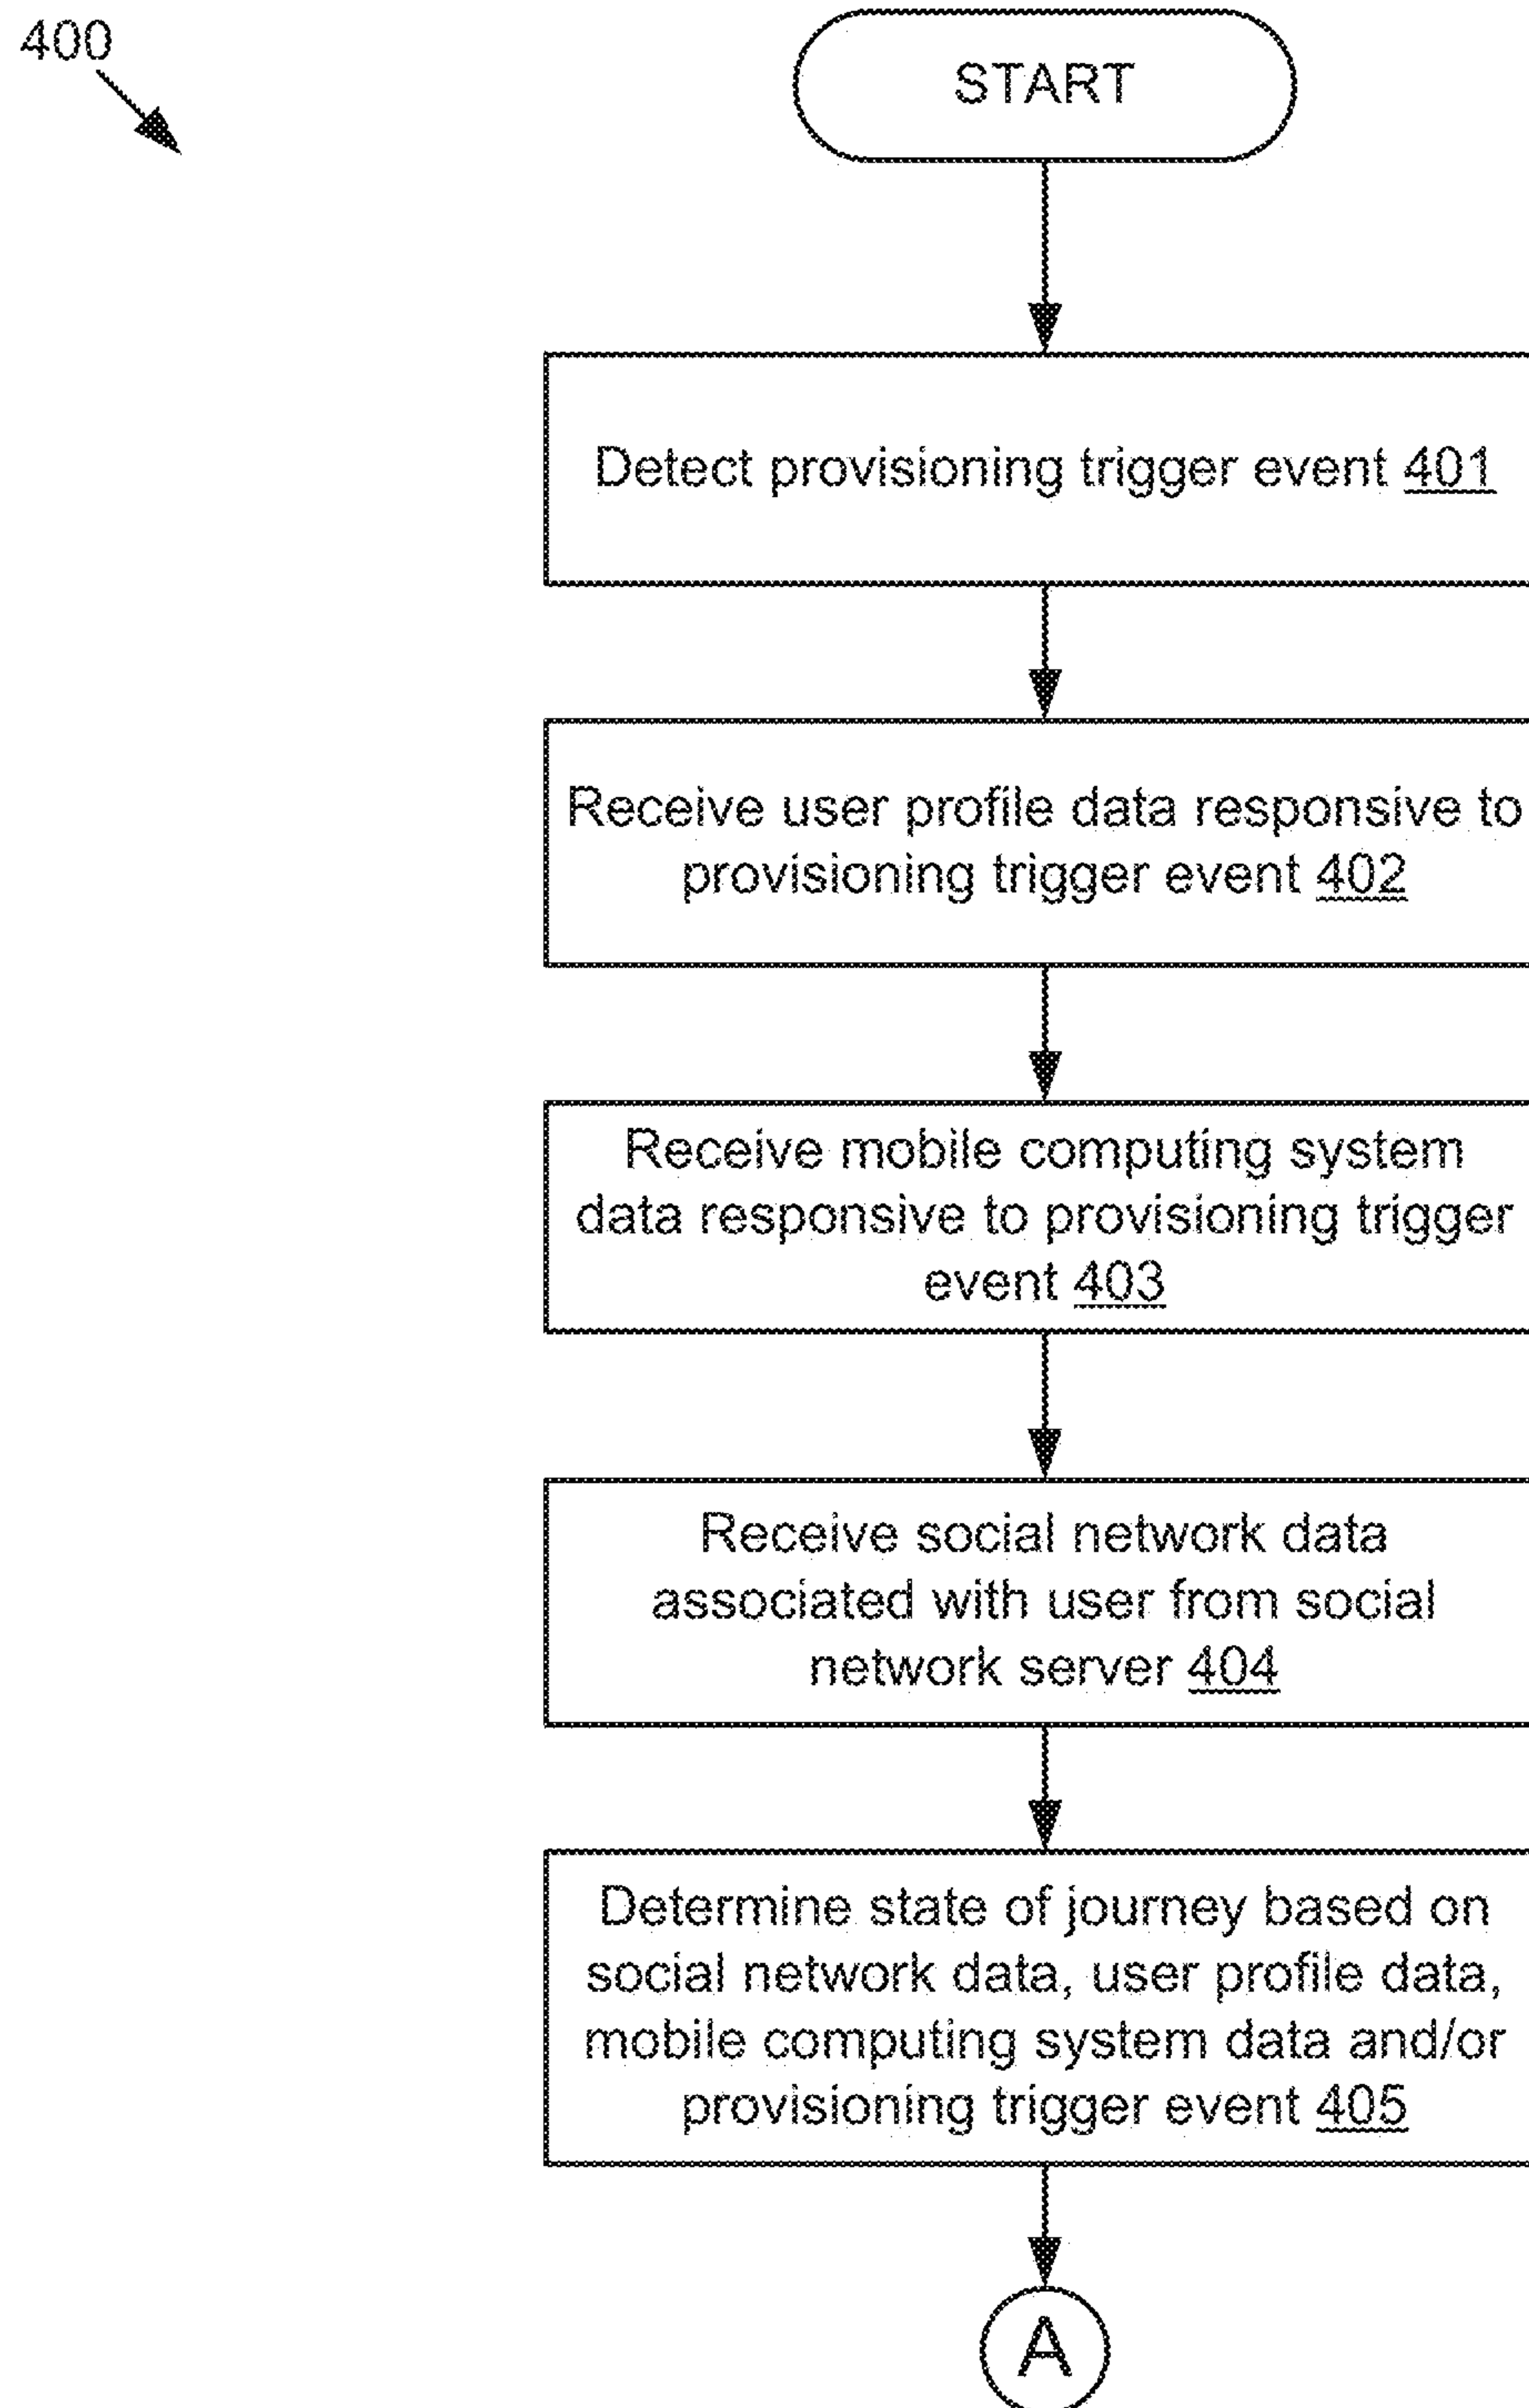 400
START
Detect provisioning trigger event 401
Receive user profile data responsive to
provisioning trigger event 402
Receive mobile computing system
data responsive to provisioning trigger
event 403
Receive social network data
associated with user from social
network server 404
Determine state of journey based on
social network data, user profile data,
mobile computing system data and/or
provisioning trigger event 405
A